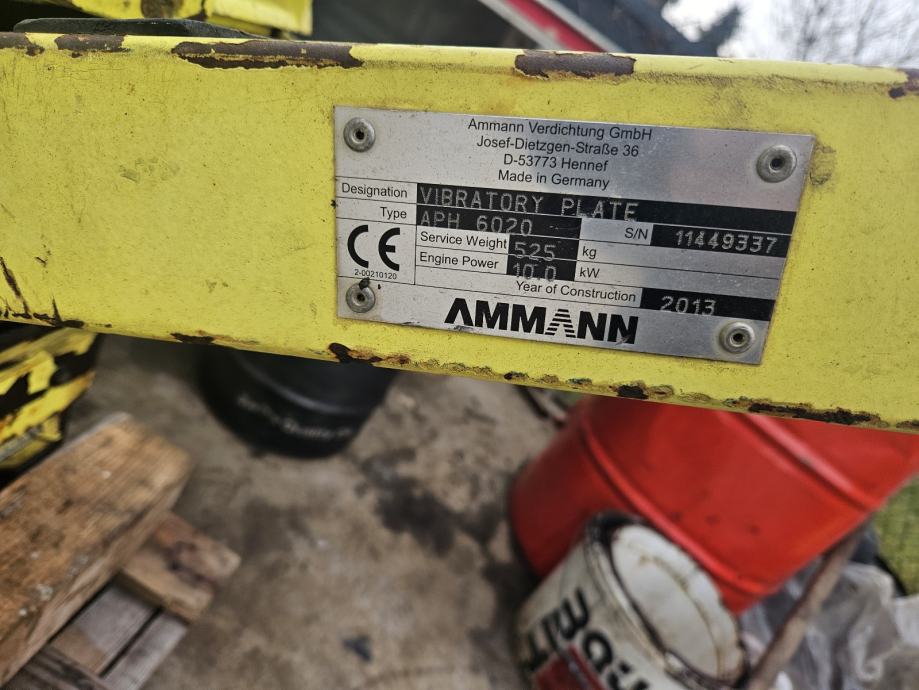 Ammann Verdichtung GmbH
Josef-Dietzgen-Straße 36
D-53773 Hennef
Made in Germany
Designation VIBRATORY PLATE
Type APH 6020 S/N 11449337
Service Weight 525 kg
Engine Power 10.0 kW
CE
2-00210120
Year of Construction 2013
AMMANN